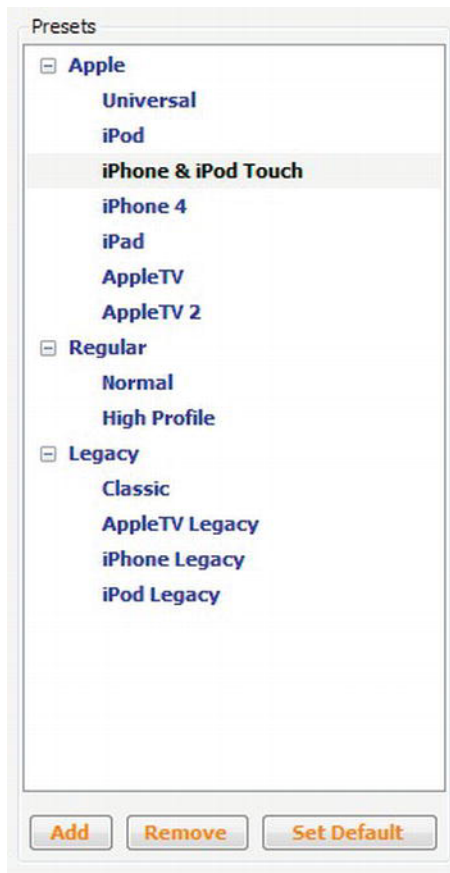 Presets
Apple
Universal
iPod
iPhone & iPod Touch
iPhone 4
iPad
AppleTV
AppleTV 2
Regular
Normal
High Profile
Legacy
Classic
AppleTV Legacy
iPhone Legacy
iPod Legacy
Add Remove Set Default